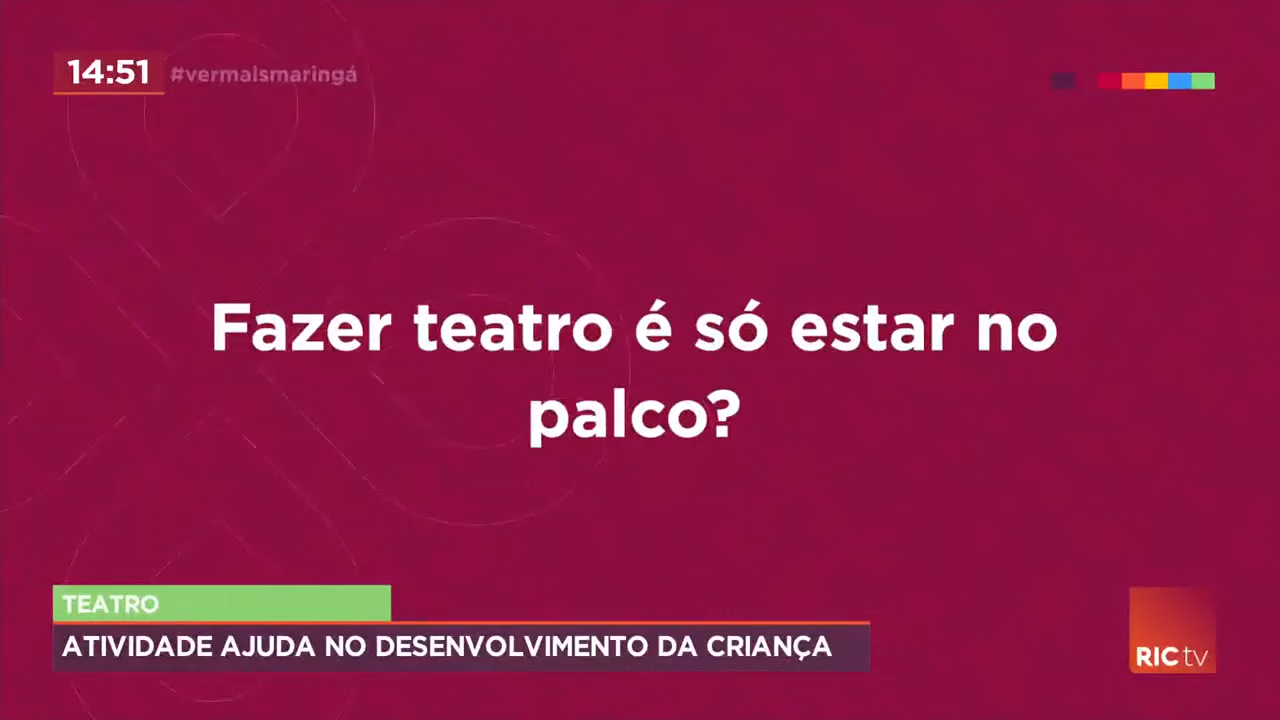 14:51 #vermaismaringá
Fazer teatro é só estar no
palco?
TEATRO
ATIVIDADE AJUDA NO DESENVOLVIMENTO DA CRIANÇA
RICtv